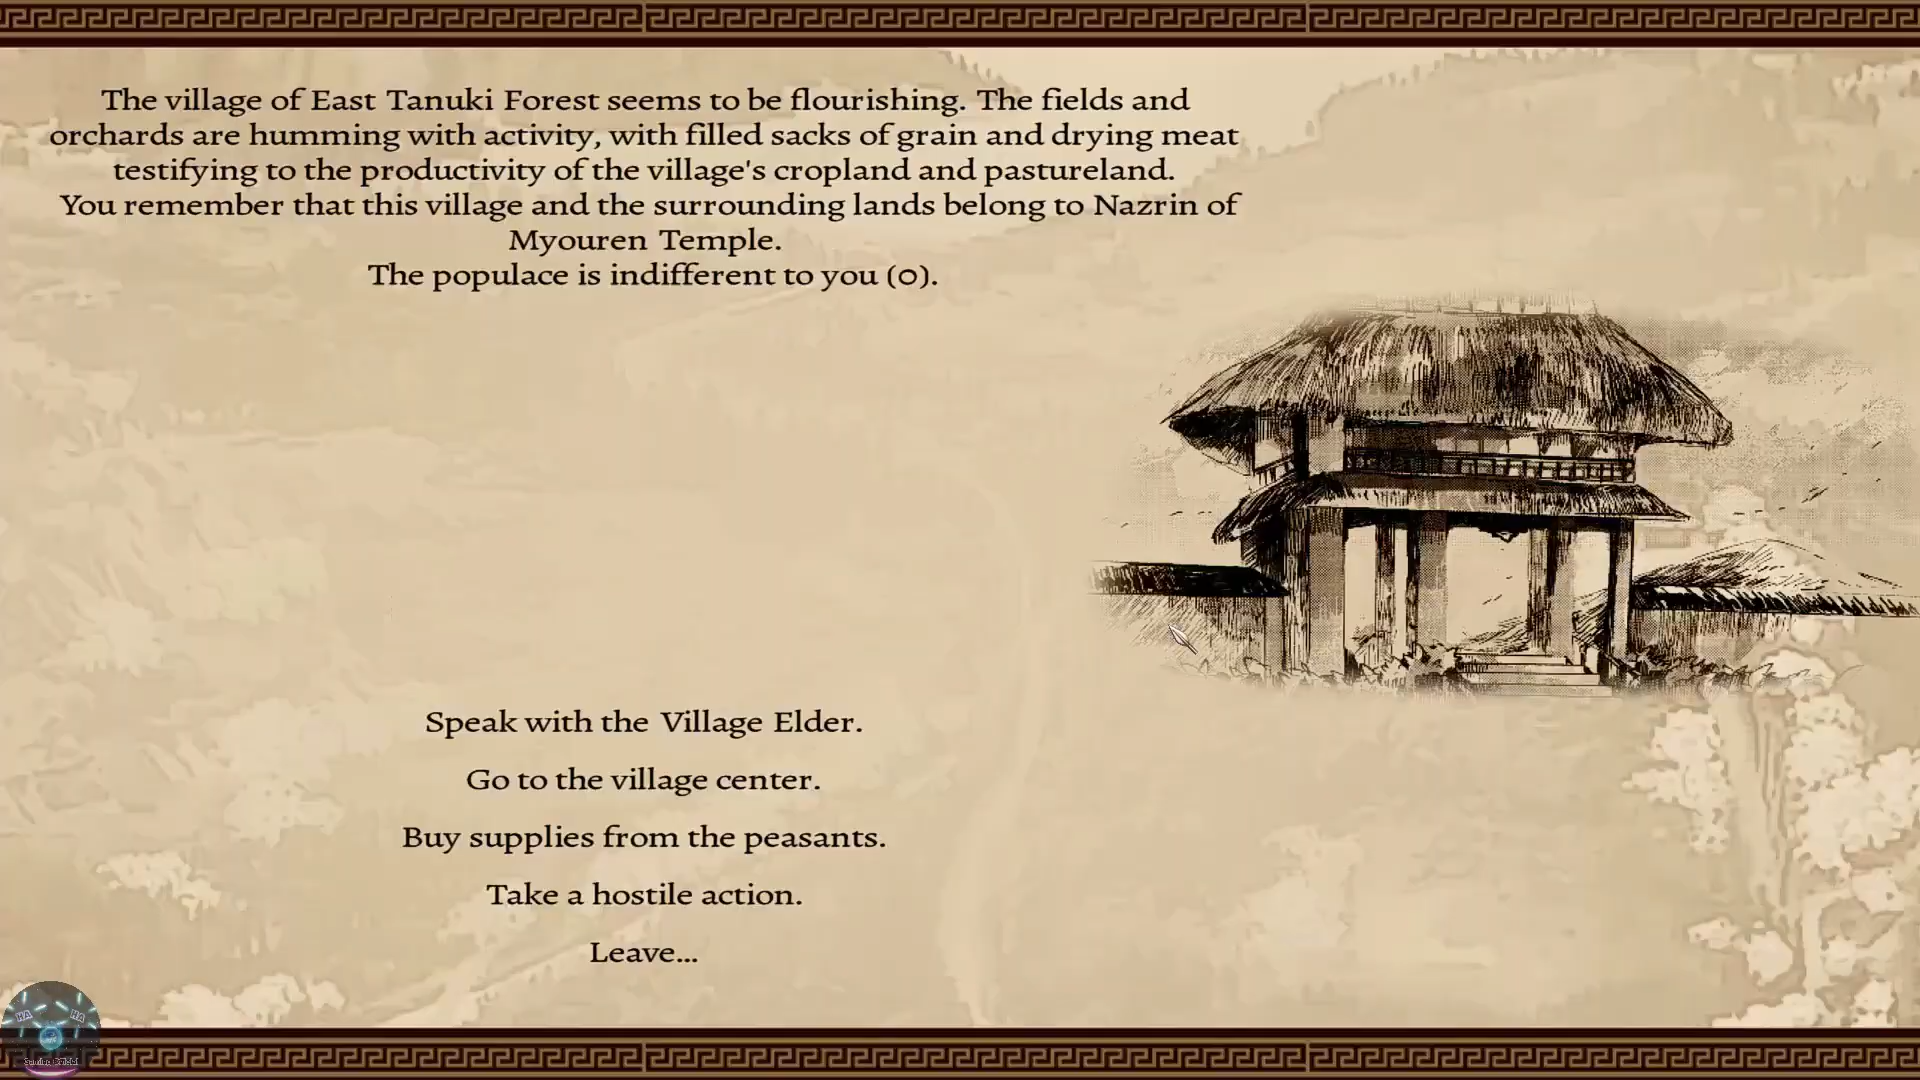 The village of East Tanuki Forest seems to be flourishing. The fields and
orchards are humming with activity, with filled sacks of grain and drying meat
testifying to the productivity of the village's cropland and pastureland.
You remember that this village and the surrounding lands belong to Nazrin of
Myouren Temple.
The populace is indifferent to you (0).
Speak with the Village Elder.
Go to the village center.
Buy supplies from the peasants.
Take a hostile action.
Leave...
HA HA